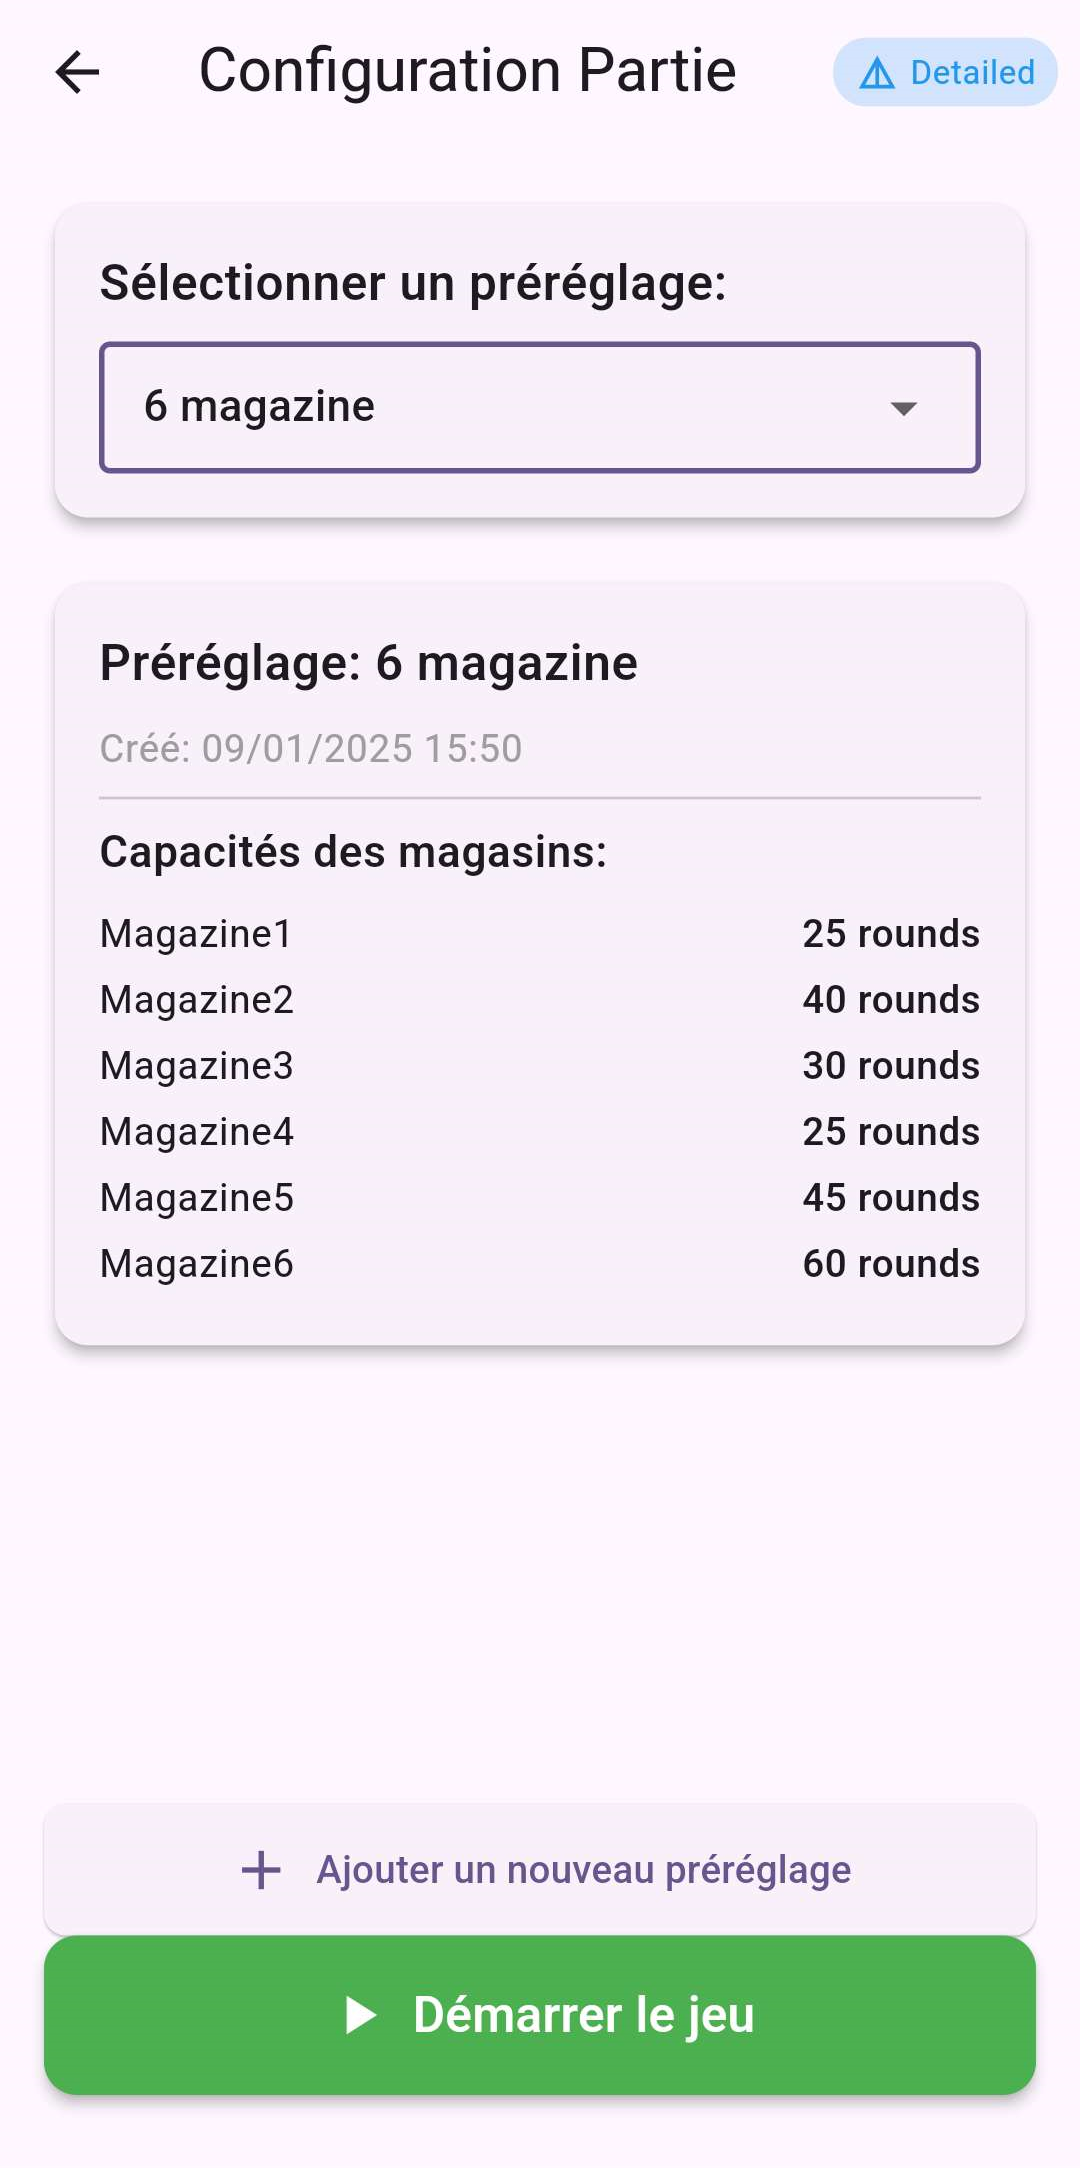 Configuration Partie
Detailed
Sélectionner un préréglage:
6 magazine
Préréglage: 6 magazine
Créé: 09/01/2025 15:50
Capacités des magasins:
Magazine1 25 rounds
Magazine2 40 rounds
Magazine3 30 rounds
Magazine4 25 rounds
Magazine5 45 rounds
Magazine6 60 rounds
Ajouter un nouveau préréglage
Démarrer le jeu